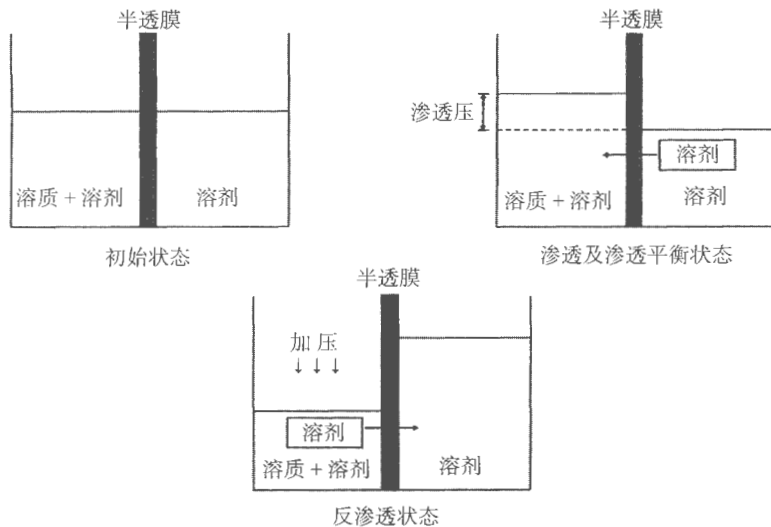 半透膜
溶质+溶剂
溶剂
初始状态
半透膜
渗透压
溶剂
溶质+溶剂
溶剂
渗透及渗透平衡状态
半透膜
加压
溶剂
溶质+溶剂
溶剂
反渗透状态